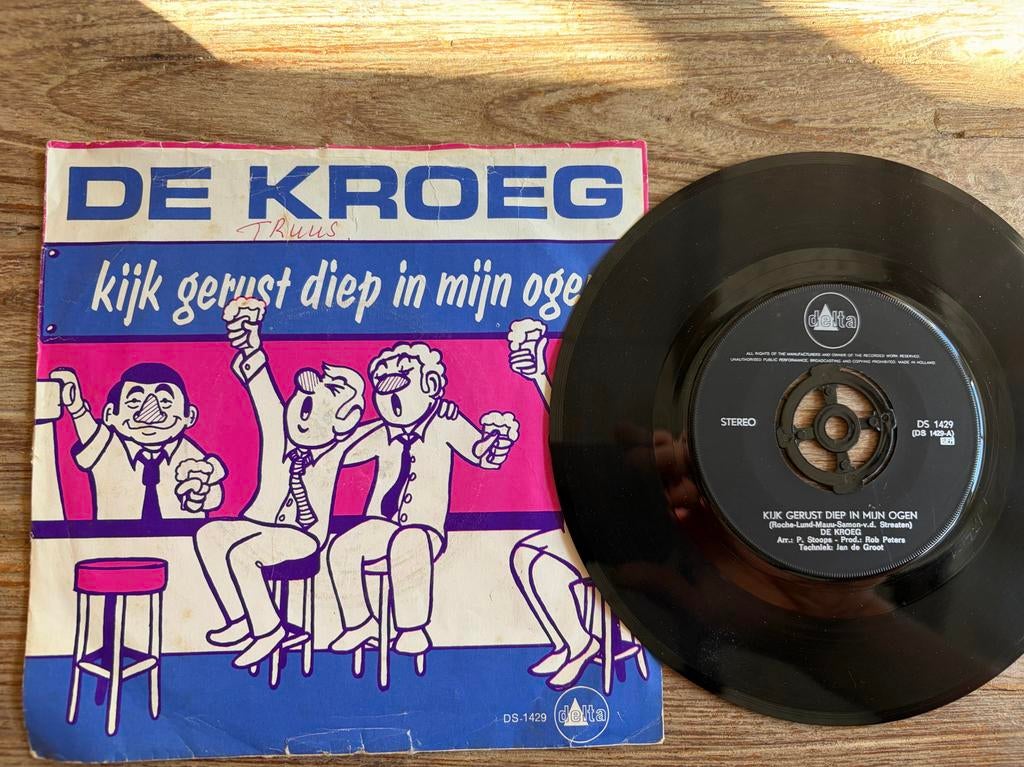 DE KROEG
TRUUS.
kijk gerust diep in mijn oge
DS-1429
delta
delta
ALL RIGHTS OF THE MANUFACTURERS AND OWNER OF THE RECORDED WORK RESERVED.
UNAUTHORISED PUBLIC PERFORMANCE, BROADCASTING AND COPYING PROHIBITED. MADE IN HOLLAND.
STEREO
DS 1429
(DS 1429-A)
KIJK GERUST DIEP IN MIJN OGEN
(Roche-Lund-Mauu-Samon-v.d. Streaten)
DE KROEG
Arr.: P. Stoops - Prod.: Rob Peters
Techniek: Jan de Groot